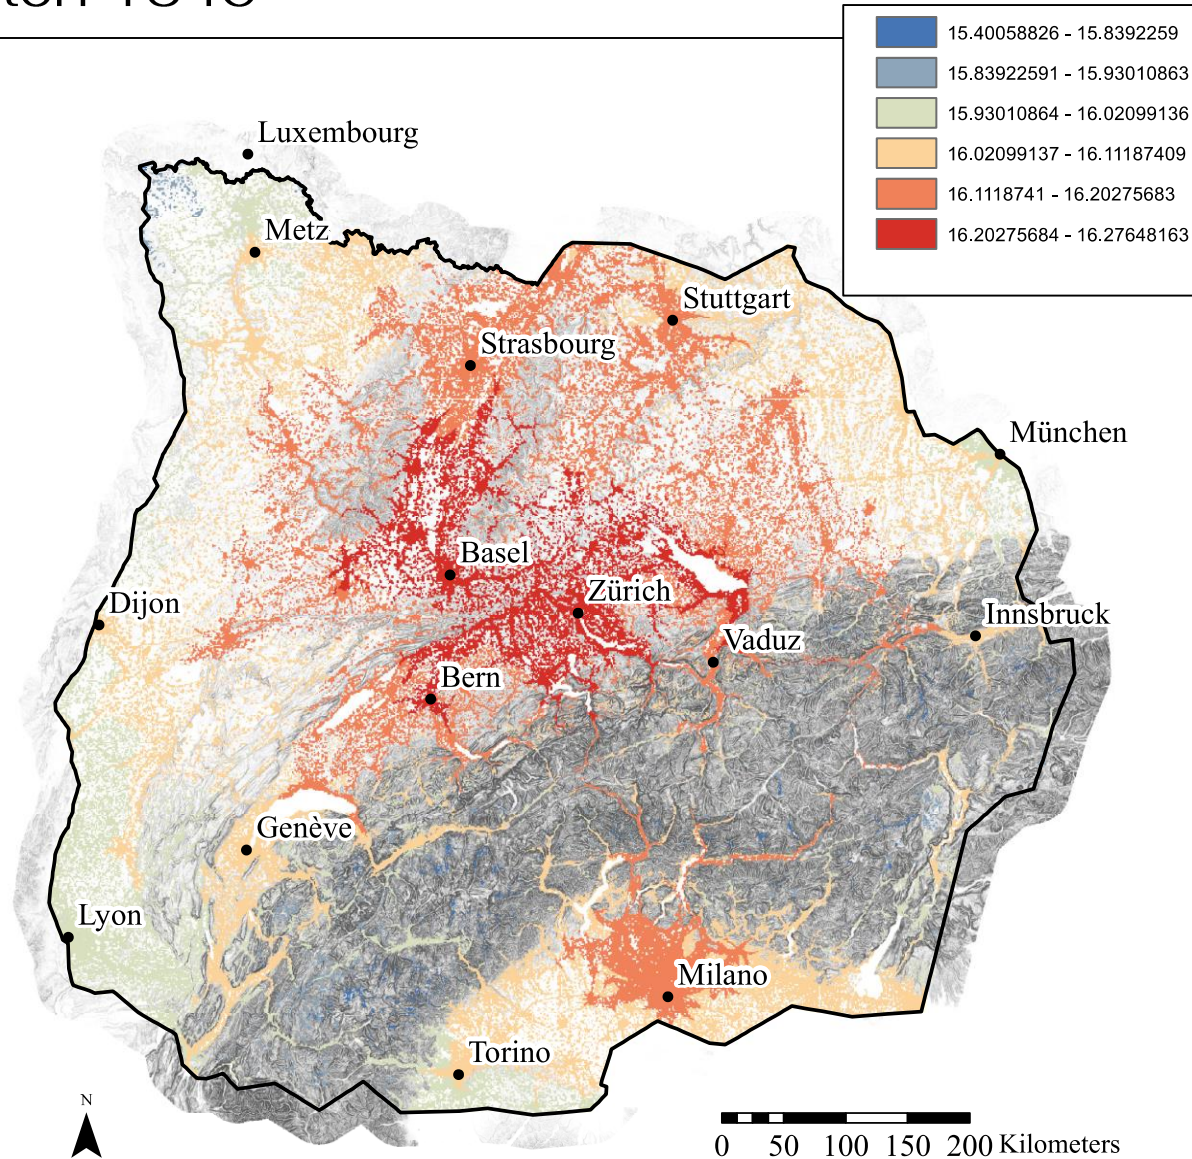 15.40058826 - 15.8392259
15.83922591 - 15.93010863
15.93010864 - 16.02099136
16.02099137 - 16.11187409
16.1118741 - 16.20275683
16.20275684 - 16.27648163
Luxembourg
Metz
Stuttgart
Strasbourg
München
Basel
Zürich
Dijon
Innsbruck
Vaduz
Bern
Genève
Lyon
Milano
Torino
N
0 50 100 150 200 Kilometers